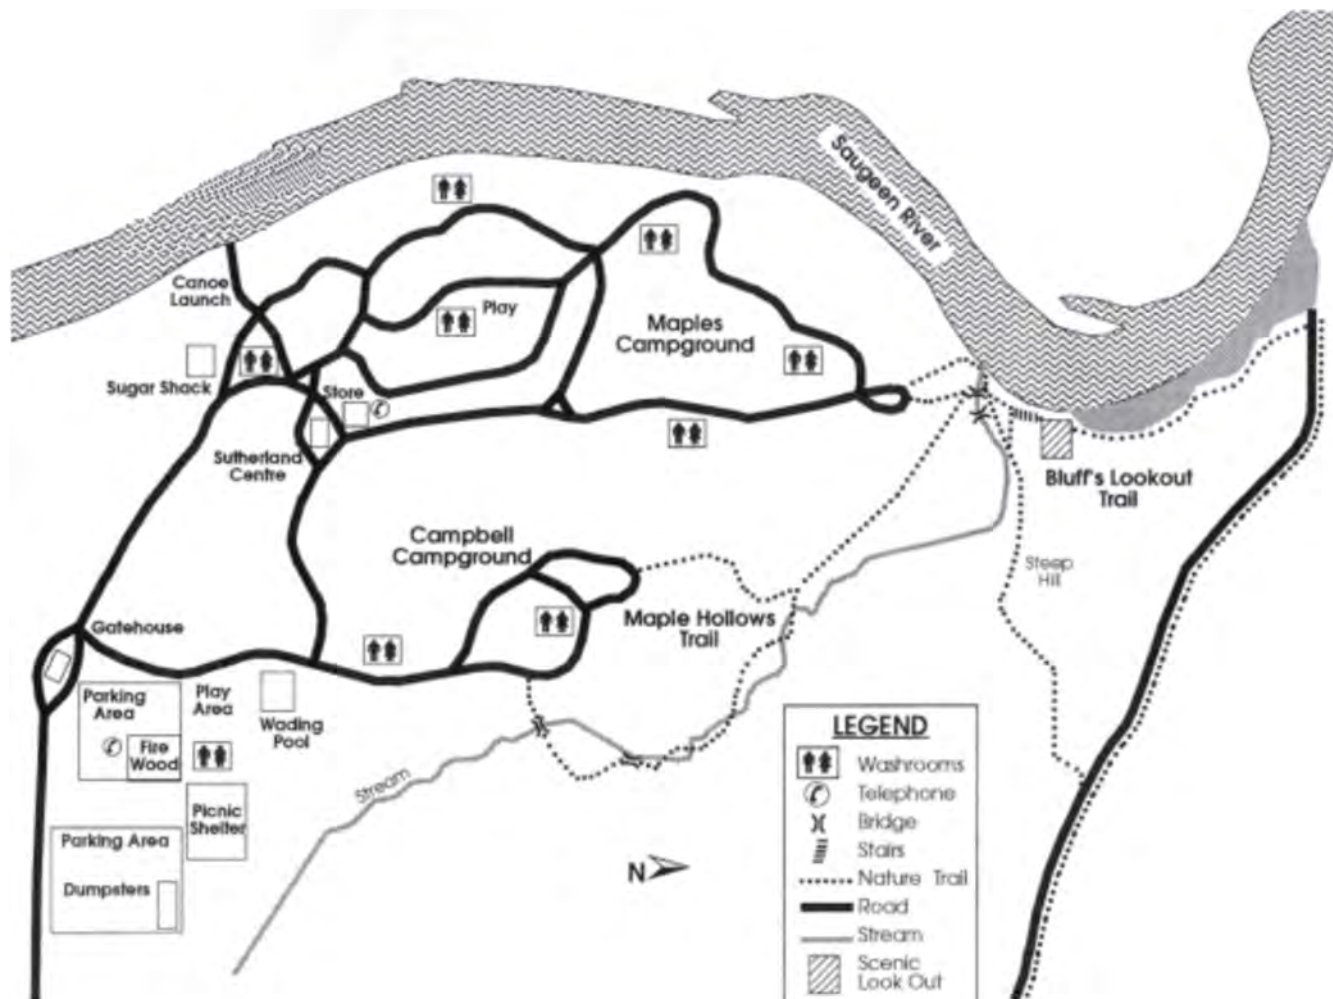 Saugeen River
Canoe
Launch
Play
Maples
Campground
Sugar Shack
Store
Sutherland
Centre
Bluff's Lookout
Trail
Campbell
Campground
Steep
Hill
Maple Hollows
Trail
Gatehouse
Parking
Area
Play
Area
Wading
Pool
Fire
Wood
Stream
Picnic
Shelter
Parking Area
Dumpsters
N
LEGEND
Washrooms
Telephone
Bridge
Stairs
Nature Trail
Road
Stream
Scenic
Look Out